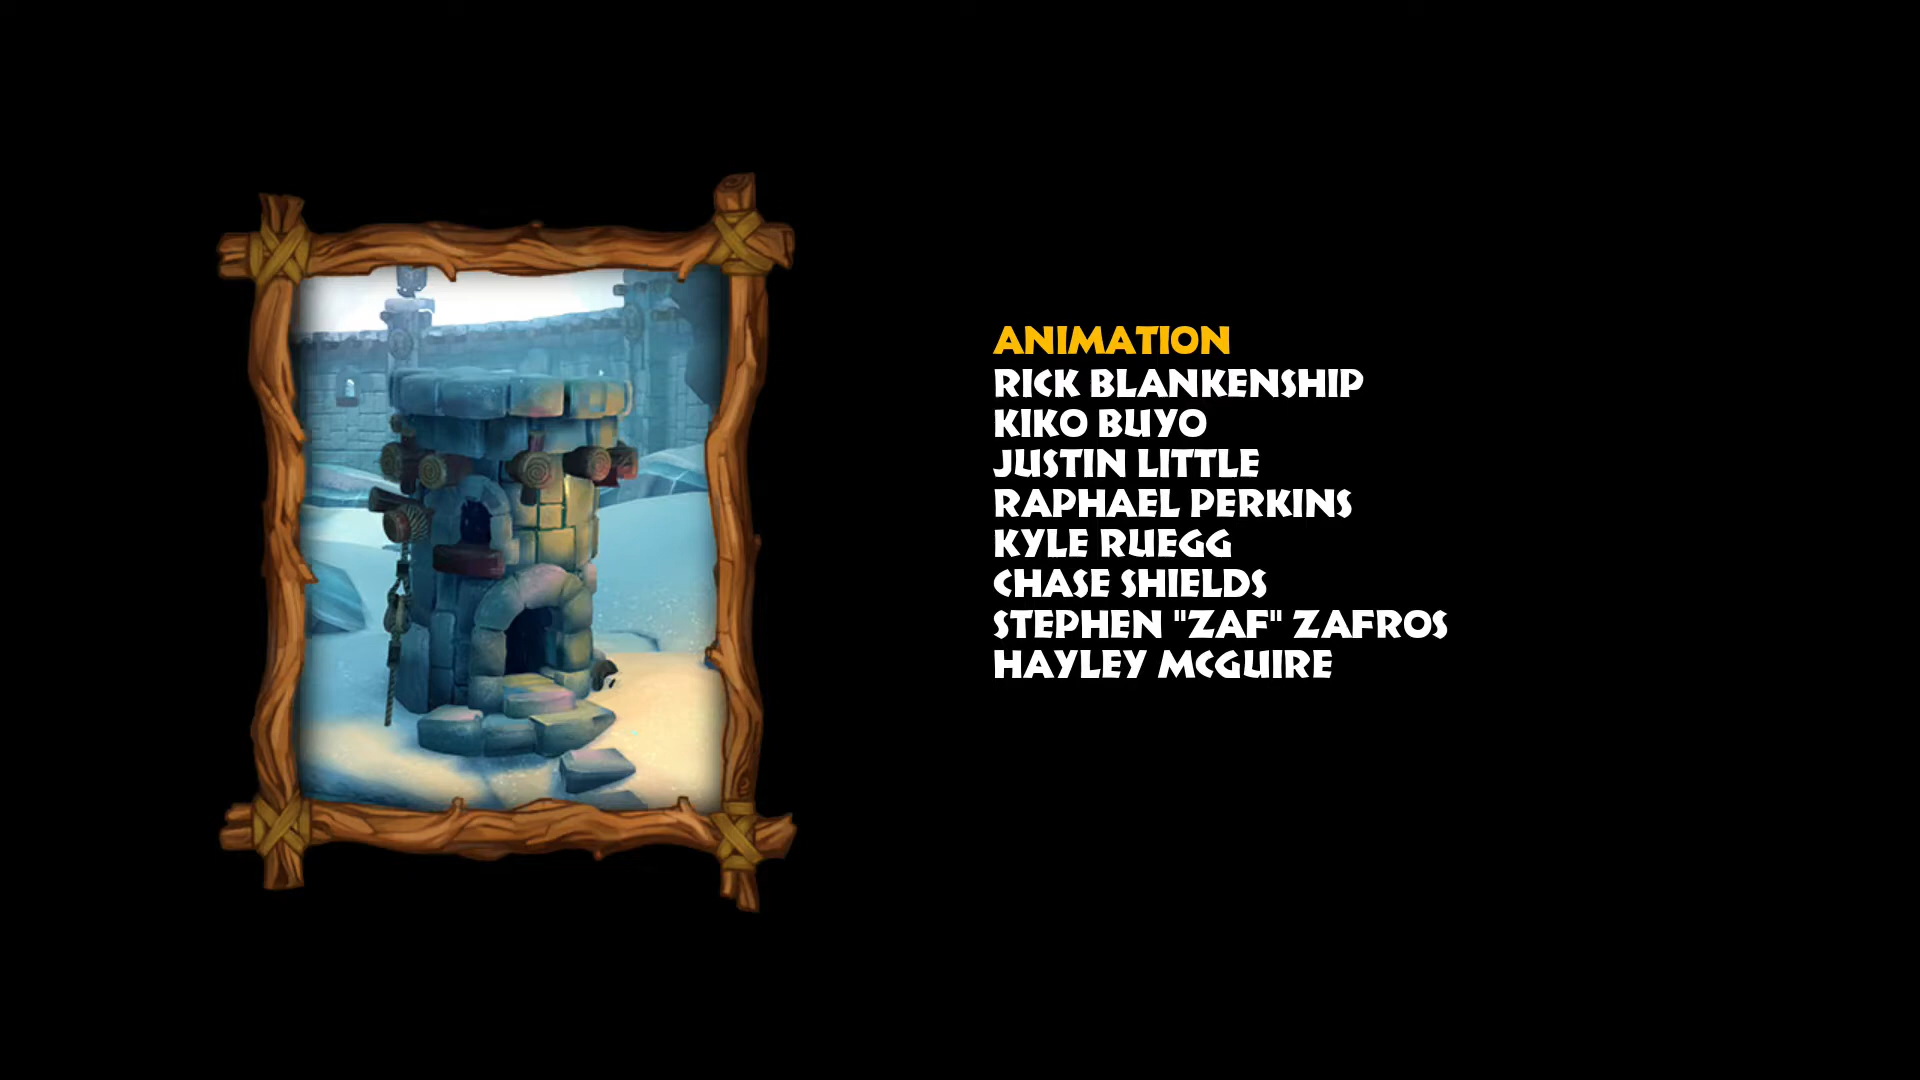 ANIMATION
RICK BLANKENSHIP
KIKO BUYO
JUSTIN LITTLE
RAPHAEL PERKINS
KYLE RUEGG
CHASE SHIELDS
STEPHEN "ZAF" ZAFROS
HAYLEY MCGUIRE